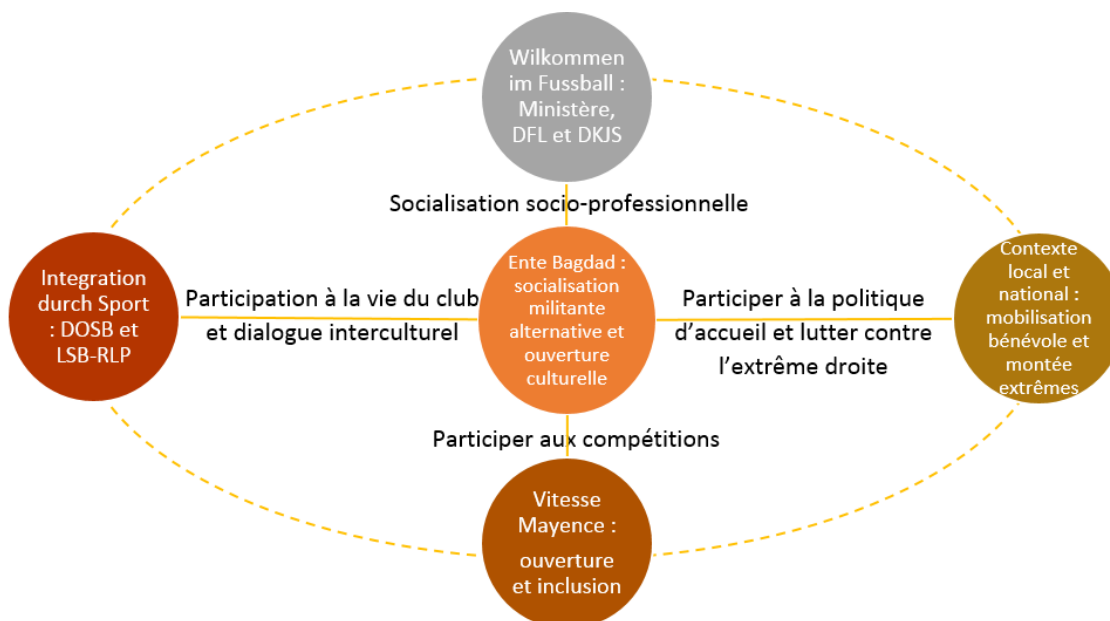 Wilkommen
im Fussball :
Ministère,
DFL et DKJS
Socialisation socio-professionnelle
Integration
durch Sport
: DOSB et
LSB-RLP
Participation à la vie du club
et dialogue interculturel
Ente Bagdad :
socialisation
militante
alternative et
ouverture
culturelle
Participer à la politique
d’accueil et lutter contre
l’extrême droite
Contexte
local et
national :
mobilisation
bénévole et
montée
extrêmes
Participer aux compétitions
Vitesse
Mayence :
ouverture
et inclusion